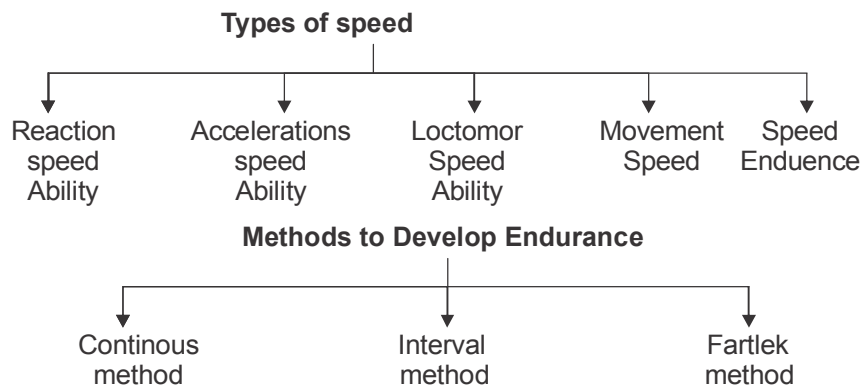 Types of speed
Reaction speed Ability
Accelerations speed Ability
Loctomor Speed Ability
Movement Speed
Speed Enduence
Methods to Develop Endurance
Continous method
Interval method
Fartlek method